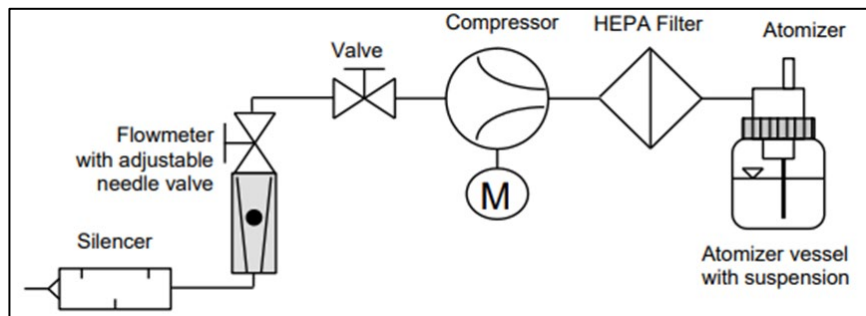 Compressor
HEPA Filter
Atomizer
Valve
Flowmeter
with adjustable
needle valve
M
Silencer
Atomizer vessel
with suspension